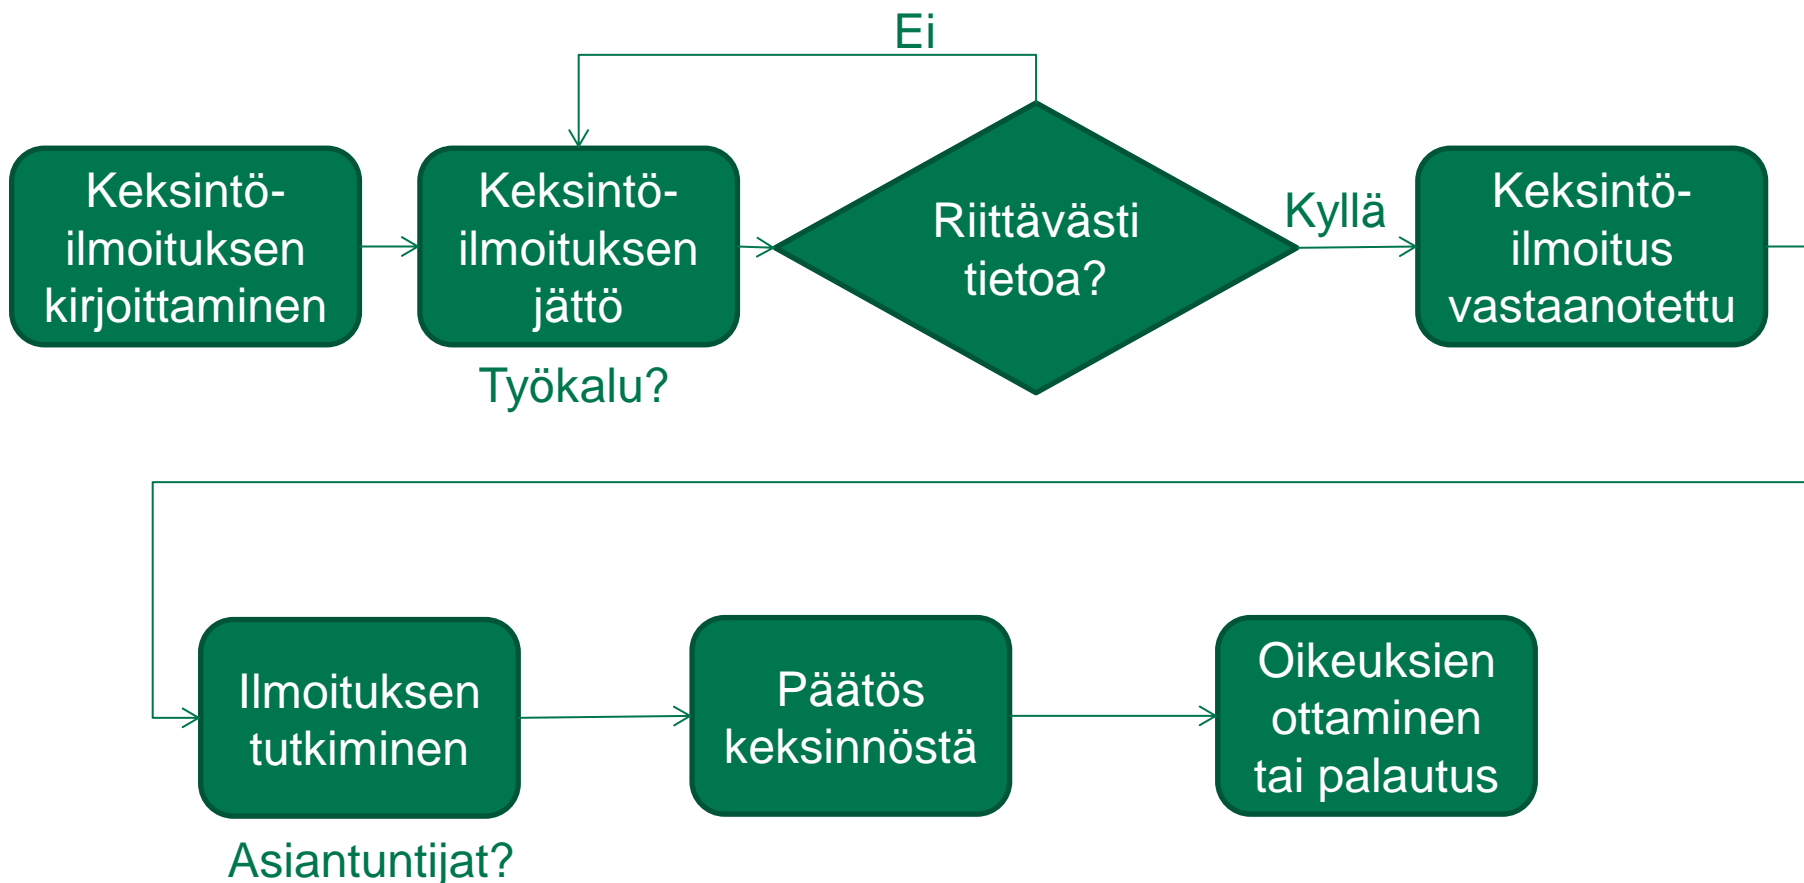 Ei
Keksintö-
ilmoituksen
kirjoittaminen
Keksintö-
ilmoituksen
jättö
Työkalu?
Riittävästi
tietoa?
Kyllä
Keksintö-
ilmoitus
vastaanotettu
Ilmoituksen
tutkiminen
Asiantuntijat?
Päätös
keksinnöstä
Oikeuksien
ottaminen
tai palautus